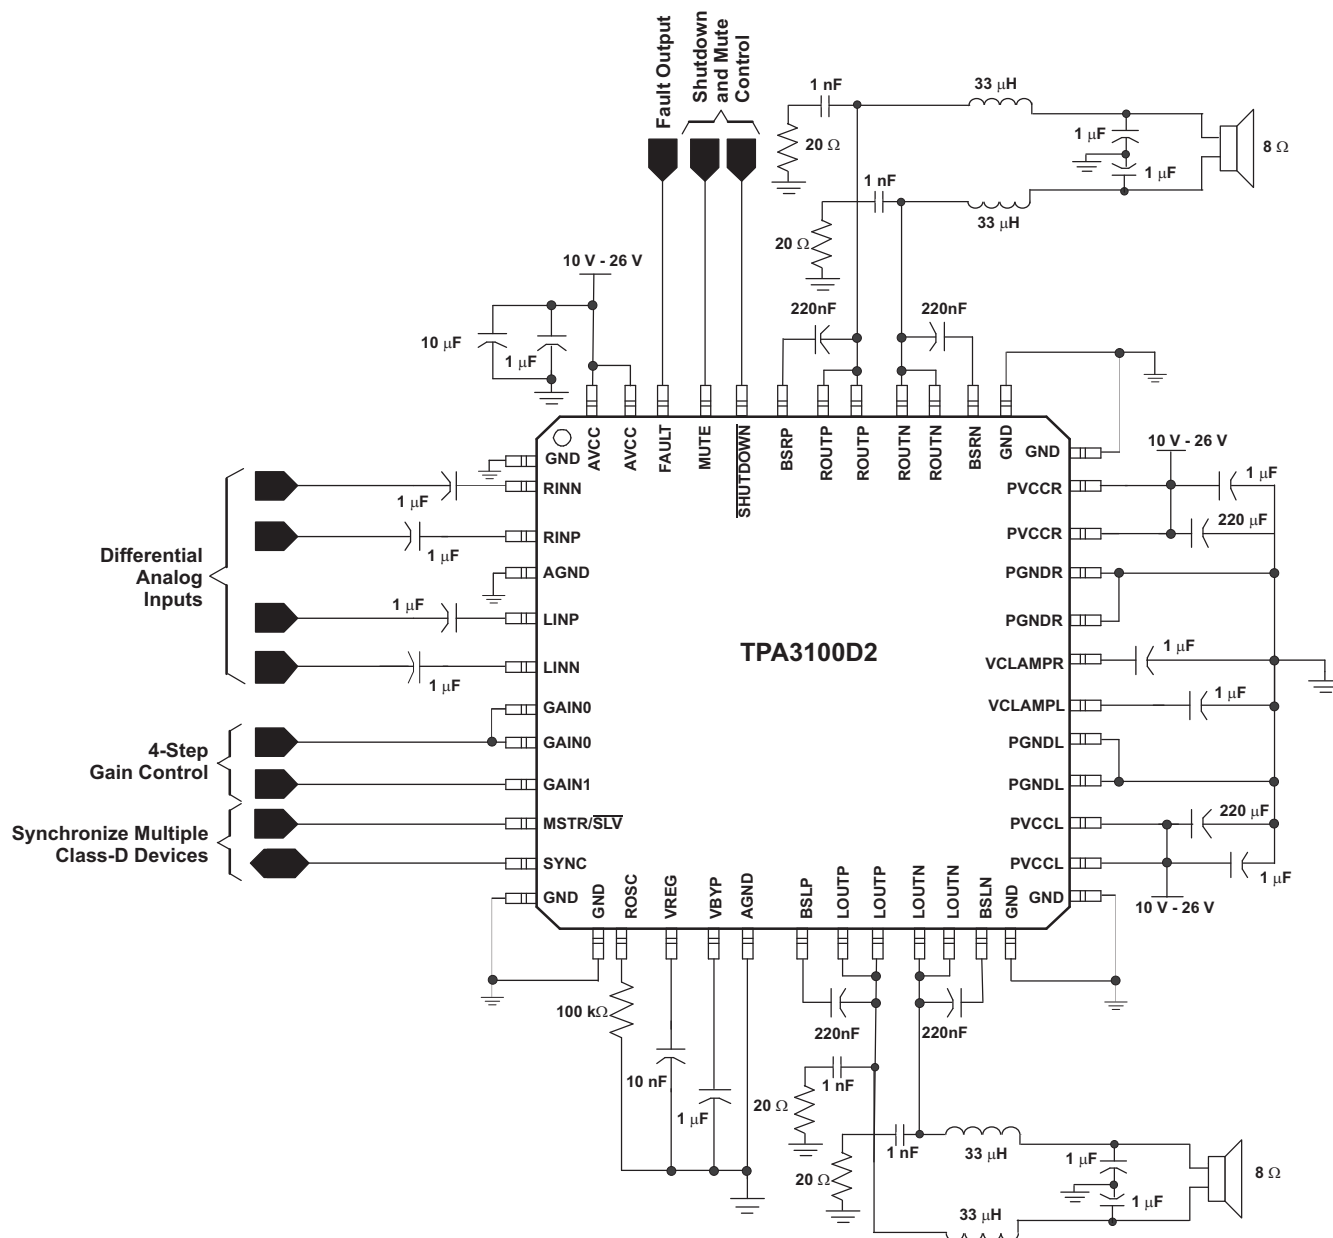 Fault Output
Shutdown
and Mute
Control
1 nF
33 μH
20 Ω
1 μF
1 μF
8 Ω
1 nF
33 μH
20 Ω
10 V - 26 V
10 μF
1 μF
220nF
220nF
AVCC
AVCC
FAULT
MUTE
SHUTDOWN
BSRP
ROUTP
ROUTP
ROUTN
ROUTN
BSRN
GND
Differential
Analog
Inputs
1 μF
1 μF
1 μF
1 μF
4-Step
Gain Control
Synchronize Multiple
Class-D Devices
GND
RINN
RINP
AGND
LINP
LINN
GAIN0
GAIN0
GAIN1
MSTR/SLV
SYNC
GND
TPA3100D2
GND
PVCCR
PVCCR
PGNDR
PGNDR
VCLAMPR
VCLAMPL
PGNDL
PGNDL
PVCCL
PVCCL
GND
10 V - 26 V
1 μF
220 μF
1 μF
1 μF
220 μF
1 μF
10 V - 26 V
GND
ROSC
VREG
VBYP
AGND
BSLP
LOUTP
LOUTP
LOUTN
LOUTN
BSLN
GND
100 kΩ
10 nF
1 μF
220nF
220nF
1 nF
20 Ω
1 nF
33 μH
20 Ω
1 μF
1 μF
8 Ω
33 μH